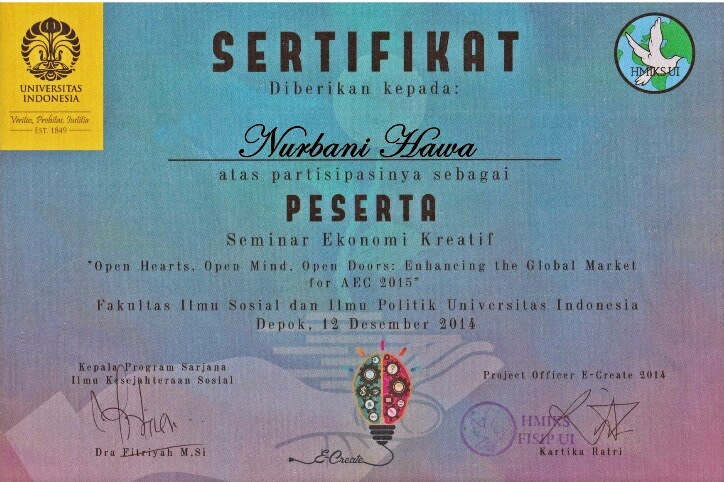 UNIVERSITAS
INDONESIA
Veritas, Probitas, Iustitia
EST. 1849
HMIKS UI
SERTIFIKAT
Diberikan kepada:
Nurbani Hawa
atas partisipasinya sebagai
PESERTA
Seminar Ekonomi Kreatif
"Open Hearts, Open Mind, Open Doors: Enhancing the Global Market
for AEC 2015"
Fakultas Ilmu Sosial dan Ilmu Politik Universitas Indonesia
Depok, 12 Desember 2014
Kepala Program Sarjana
Ilmu Kesejahteraan Sosial
Dra Fitriyah M.Si
E-Create
Project Officer E-Create 2014
HMIKS
FISIP UI
Kartika Ratri